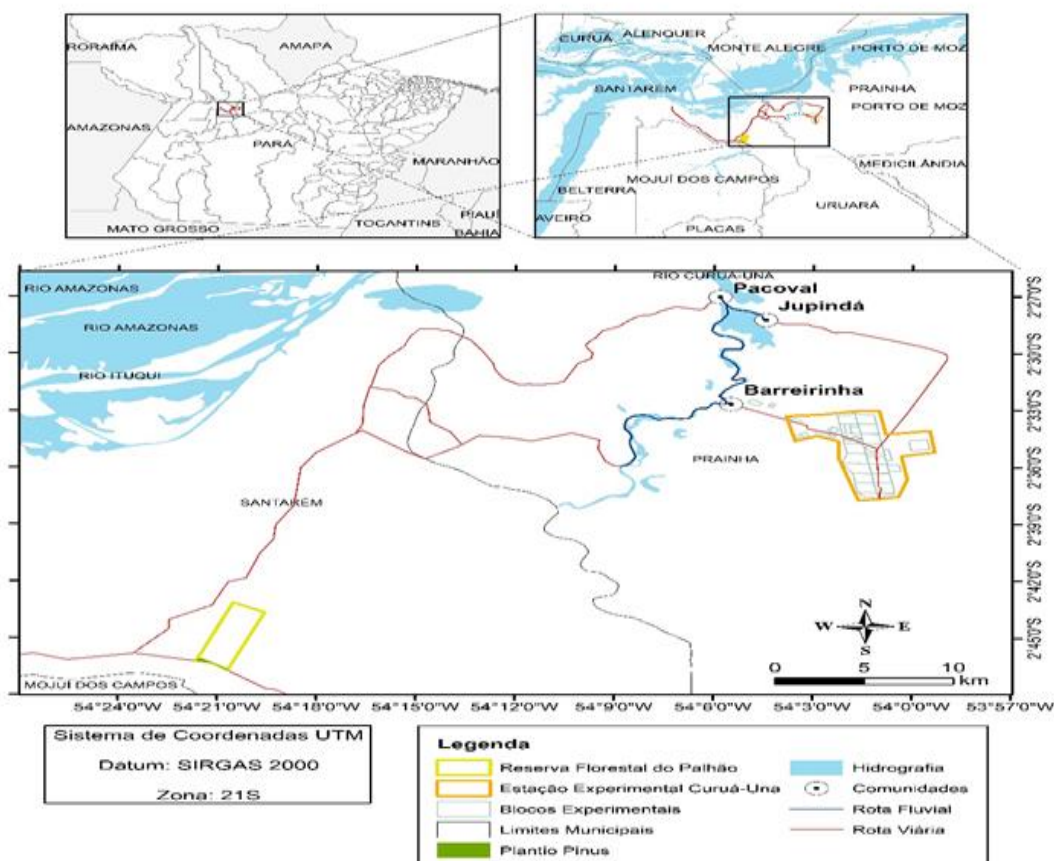 RORAIMA
AMAPÁ
AMAZONAS
PARÁ
MARANHÃO
PIAUÍ
TOCANTINS
MATO GROSSO
BAHIA
CURUÁ
ALENQUER
MONTE ALEGRE
PORTO DE MOZ
SANTARÉM
PRAINHA
PORTO DE MOZ
MEDICILÂNDIA
MOJUÍ DOS CAMPOS
BELTERRA
URUARÁ
AVEIRO
PLACAS
RIO AMAZONAS
RIO AMAZONAS
RIO ITUQUI
RIO CURUÁ-UNA
Pacoval
Jupindá
Barreirinha
PRAINHA
SANTARÉM
MOJUÍ DOS CAMPOS
2°27'0"S
2°30'0"S
2°33'0"S
2°36'0"S
2°39'0"S
2°42'0"S
2°45'0"S
N
W E
S
0 5 10
km
54°24'0"W 54°21'0"W 54°18'0"W 54°15'0"W 54°12'0"W 54°9'0"W 54°6'0"W 54°3'0"W 54°0'0"W 53°57'0"W
Sistema de Coordenadas UTM
Datum: SIRGAS 2000
Zona: 21S
Legenda
Reserva Florestal do Palhão
Estação Experimental Curuá-Una
Blocos Experimentais
Limites Municipais
Plantio Pinus
Hidrografia
Comunidades
Rota Fluvial
Rota Viária